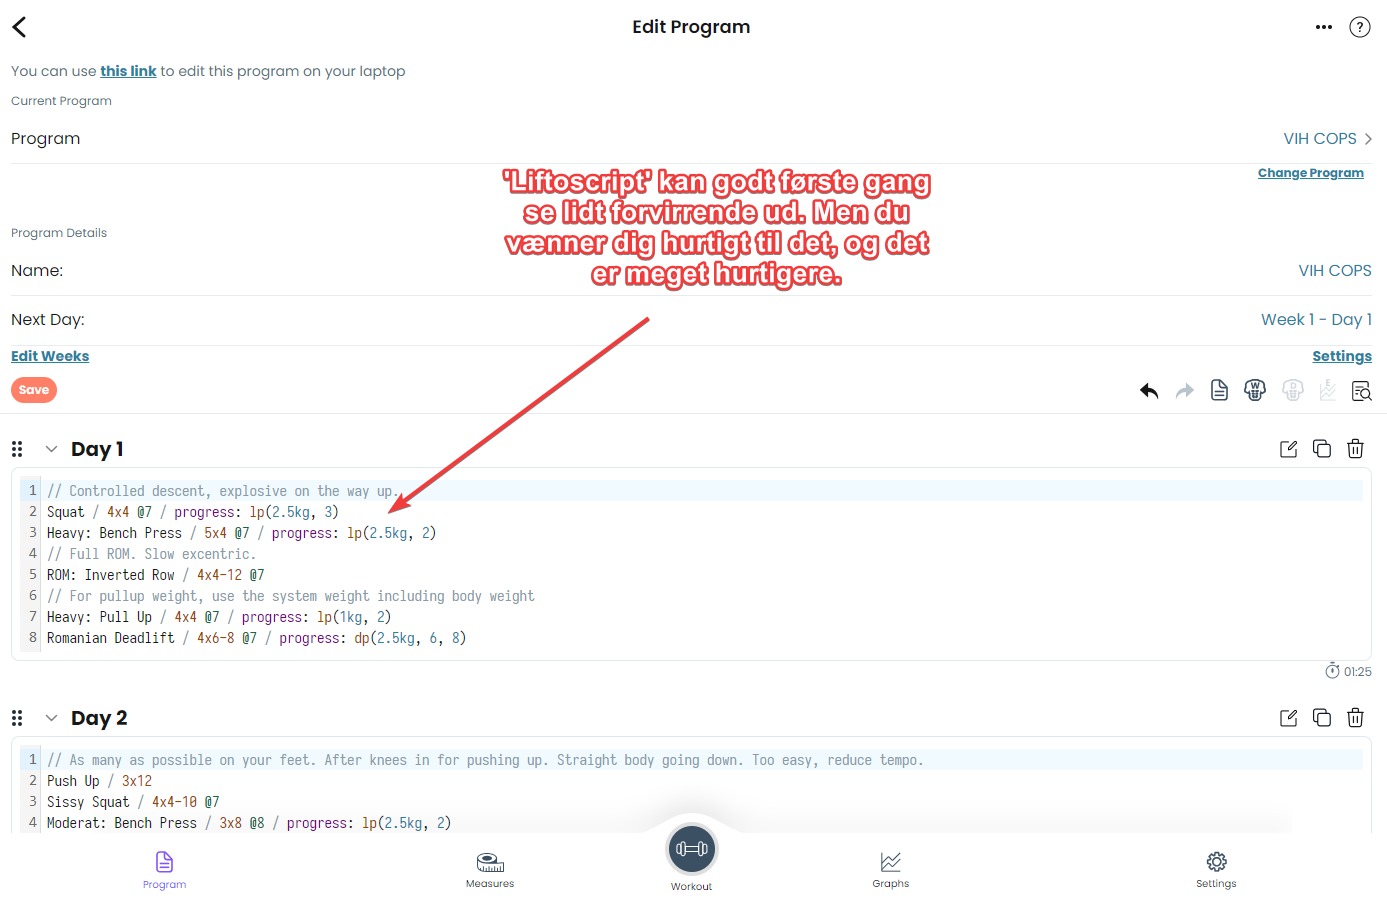 Edit Program
You can use this link to edit this program on your laptop
Current Program
Program
VIH COPS
Change Program
'Liftoscript' kan godt første gang
se lidt forvirrende ud. Men du
vænner dig hurtigt til det, og det
er meget hurtigere.
Program Details
Name:
VIH COPS
Next Day:
Week 1 - Day 1
Edit Weeks
Settings
Save
W
D
E
Day 1
1 // Controlled descent, explosive on the way up.
2 Squat / 4x4 @7 / progress: lp(2.5kg, 3)
3 Heavy: Bench Press / 5x4 @7 / progress: lp(2.5kg, 2)
4 // Full ROM. Slow excentric.
5 ROM: Inverted Row / 4x4-12 @7
6 // For pullup weight, use the system weight including body weight
7 Heavy: Pull Up / 4x4 @7 / progress: lp(1kg, 2)
8 Romanian Deadlift / 4x6-8 @7 / progress: dp(2.5kg, 6, 8)
01:25
Day 2
1 // As many as possible on your feet. After knees in for pushing up. Straight body going down. Too easy, reduce tempo.
2 Push Up / 3x12
3 Sissy Squat / 4x4-10 @7
4 Moderat: Bench Press / 3x8 @8 / progress: lp(2.5kg, 2)
Program
Measures
Workout
Graphs
Settings